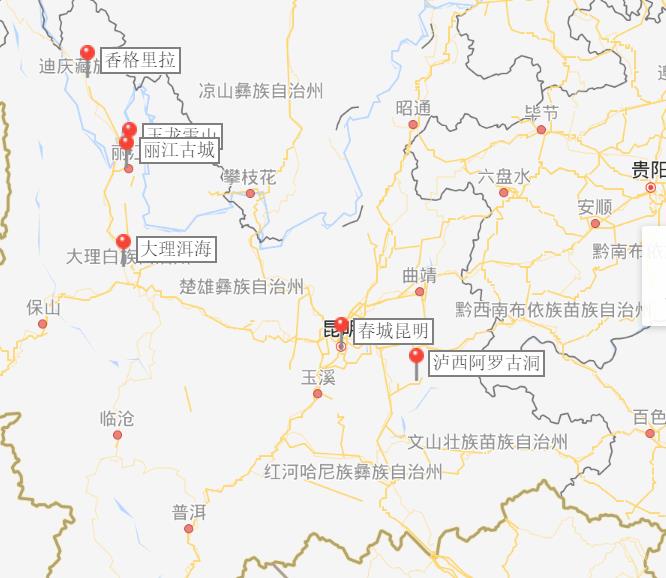 香格里拉
迪庆藏族
凉山彝族自治州
昭通
毕节
玉龙雪山
丽江古城
攀枝花
六盘水
贵阳
安顺
大理洱海
大理白族
黔南布依
曲靖
楚雄彝族自治州
保山
黔西南布依族苗族自治州
昆明
春城昆明
泸西阿罗古洞
玉溪
临沧
百色
文山壮族苗族自治州
红河哈尼族彝族自治州
普洱